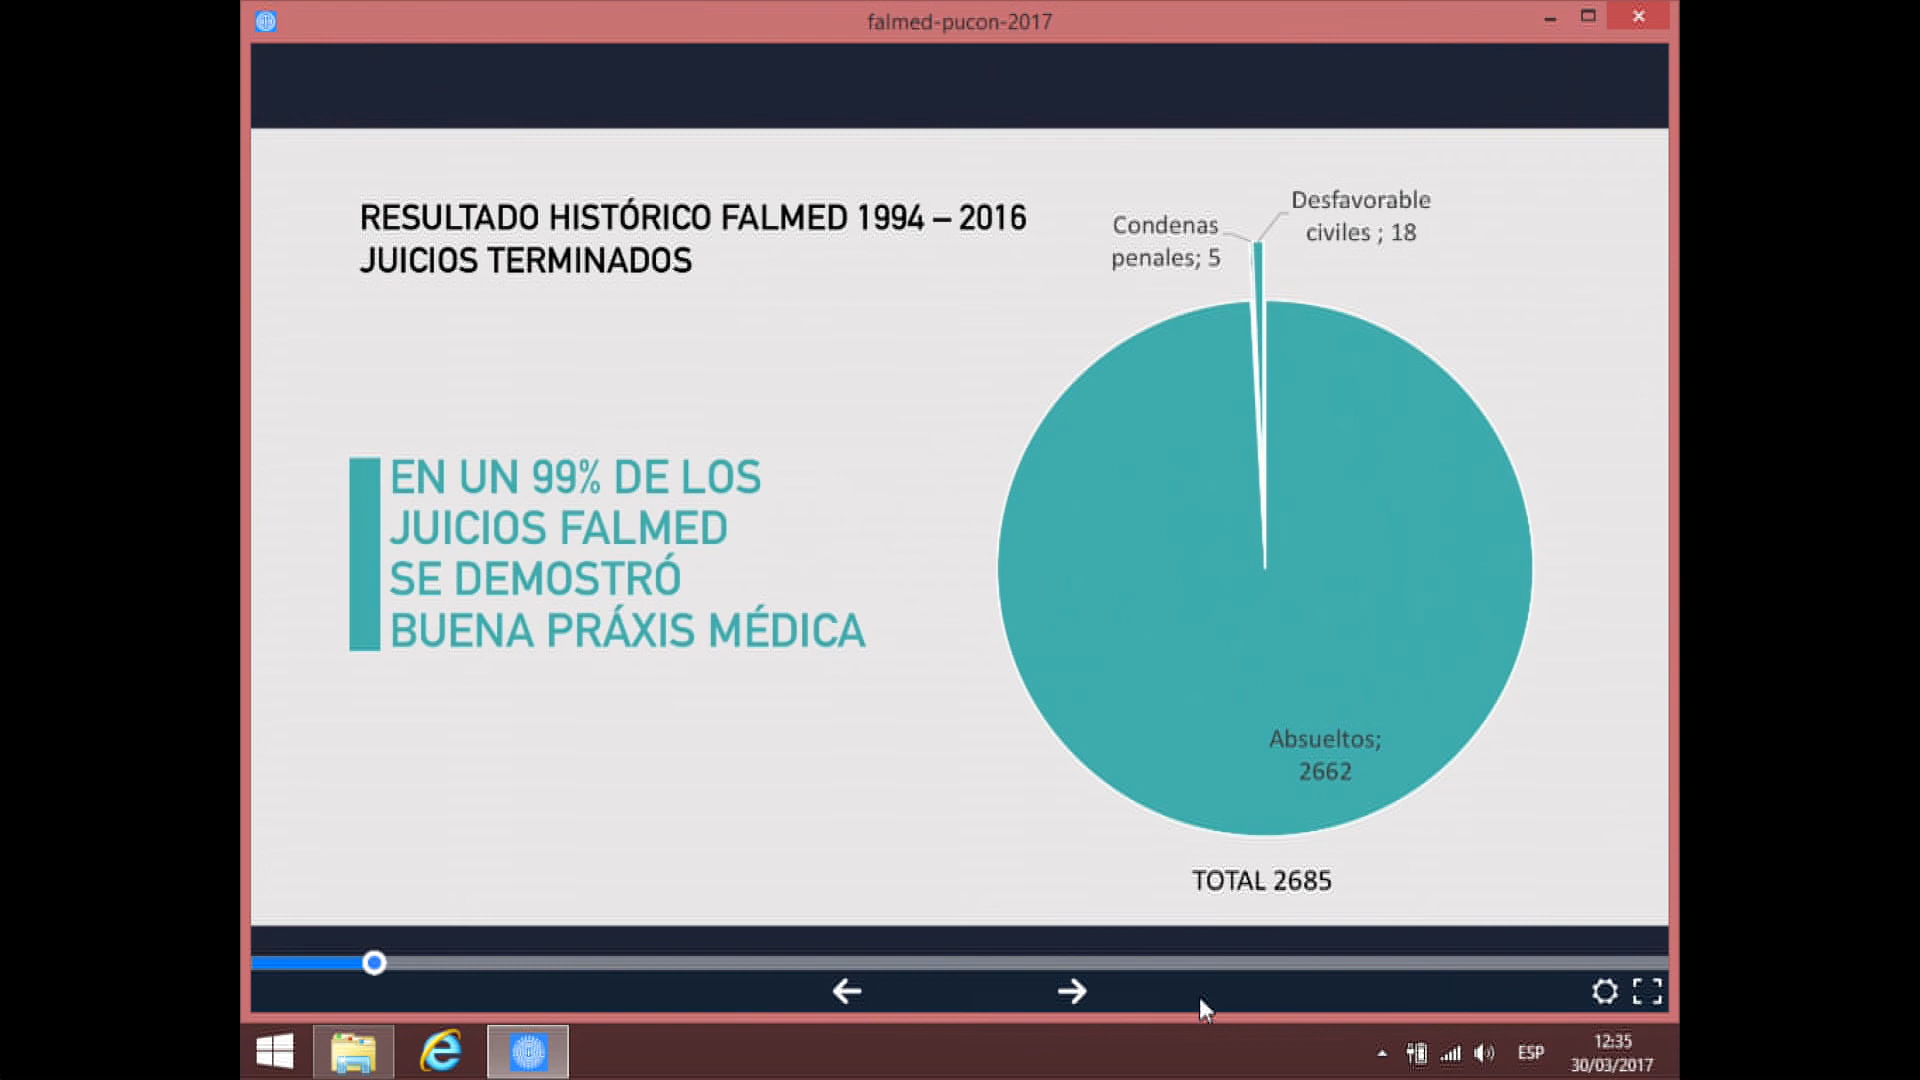 falmed-pucon-2017
RESULTADO HISTÓRICO FALMED 1994 – 2016
JUICIOS TERMINADOS
Condenas
penales; 5
Desfavorable
civiles ; 18
EN UN 99% DE LOS
JUICIOS FALMED
SE DEMOSTRÓ
BUENA PRÁXIS MÉDICA
Absueltos;
2662
TOTAL 2685
ESP
12:35
30/03/2017